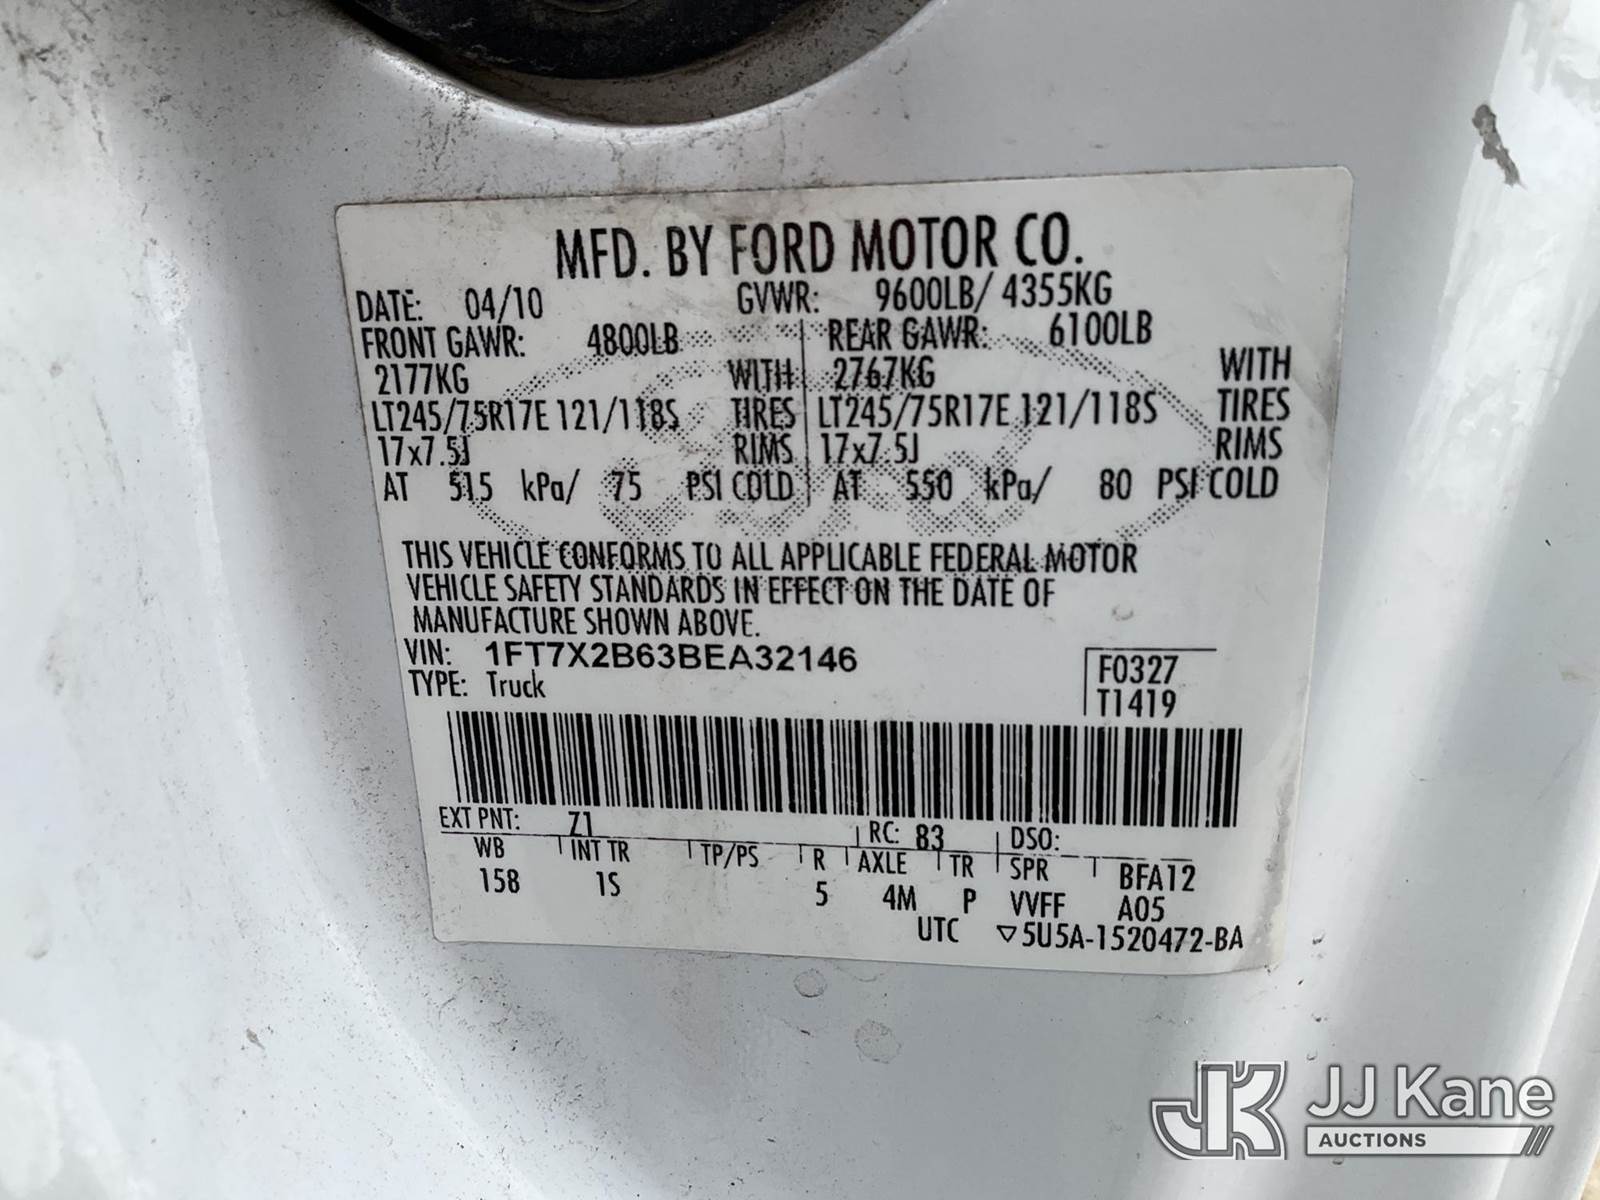 MFD. BY FORD MOTOR CO.
DATE: 04/10 GVWR: 9600LB/ 4355KG
FRONT GAWR: 4800LB REAR GAWR: 6100LB
2177KG WITH 2767KG WITH
LT245/75R17E 121/118S TIRES LT245/75R17E 121/118S TIRES
17x7.5J RIMS 17x7.5J RIMS
AT 515 kPa/ 75 PSI COLD AT 550 kPa/ 80 PSI COLD
THIS VEHICLE CONFORMS TO ALL APPLICABLE FEDERAL MOTOR
VEHICLE SAFETY STANDARDS IN EFFECT ON THE DATE OF
MANUFACTURE SHOWN ABOVE.
VIN: 1FT7X2B63BEA32146
TYPE: Truck
F0327
T1419
EXT PNT: Z1 RC: 83 DSO:
WB INT TR TP/PS R AXLE TR SPR BFA12
158 1S 5 4M P VVFF A05
UTC ▽5U5A-1520472-BA
JK JJ Kane
AUCTIONS